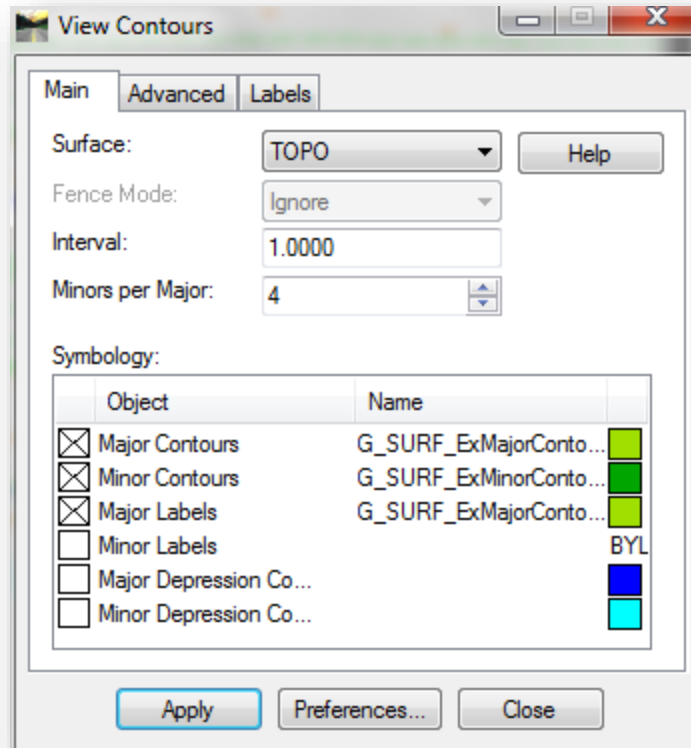 View Contours
Main Advanced Labels
Surface: TOPO Help
Fence Mode: Ignore
Interval: 1.0000
Minors per Major: 4
Symbology:
Object Name
Major Contours G_SURF_ExMajorConto...
Minor Contours G_SURF_ExMinorConto...
Major Labels G_SURF_ExMajorConto...
Minor Labels BYL
Major Depression Co...
Minor Depression Co...
Apply Preferences... Close